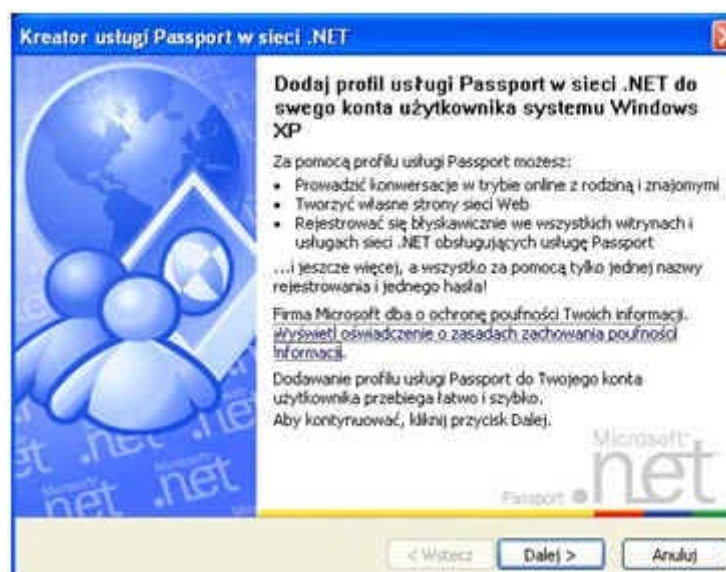 Kreator usługi Passport w sieci .NET
Dodaj profil usługi Passport w sieci .NET do
swego konta użytkownika systemu Windows
XP
Za pomocą profilu usługi Passport możesz:
• Prowadzić konwersacje w trybie online z rodziną i znajomymi
• Tworzyć własne strony sieci Web
• Rejestrować się błyskawicznie we wszystkich witrynach i
usługach sieci .NET obsługujących usługę Passport
...i jeszcze więcej, a wszystko za pomocą tylko jednej nazwy
rejestrowania i jednego hasła!
Firma Microsoft dba o ochronę poufności Twoich informacji.
Wyświetl oświadczenie o zasadach zachowania poufności
informacji.
Dodawanie profilu usługi Passport do Twojego konta
użytkownika przebiega łatwo i szybko.
Aby kontynuować, kliknij przycisk Dalej.
Microsoft
.net
Passport
.net
.net
< Wstecz
Dalej >
Anuluj